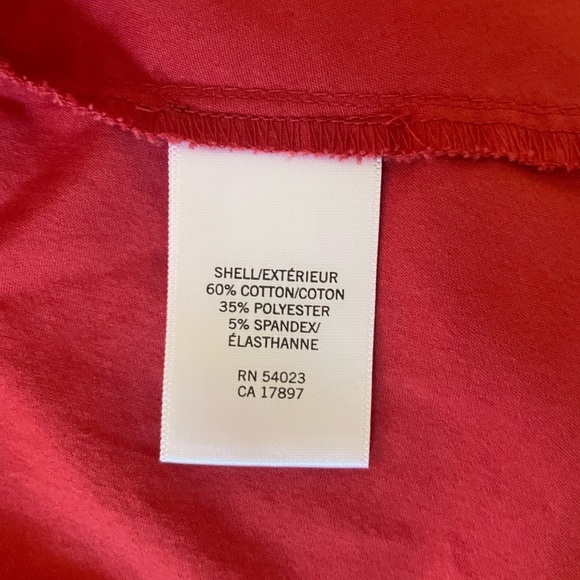 SHELL/EXTÉRIEUR
60% COTTON/COTON
35% POLYESTER
5% SPANDEX/
ÉLASTHANNE
RN 54023
CA 17897